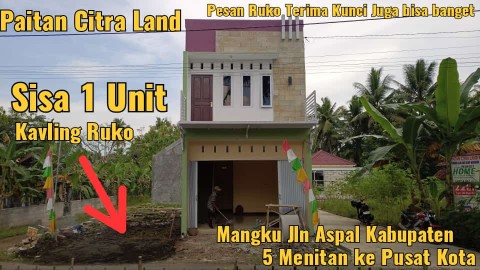 Pesan Ruko Terima Kunci Juga bisa banget
Paitan Citra Land
Sisa 1 Unit
Kavling Ruko
Mangku Jln Aspal Kabupaten
5 Menitan ke Pusat Kota
HOME